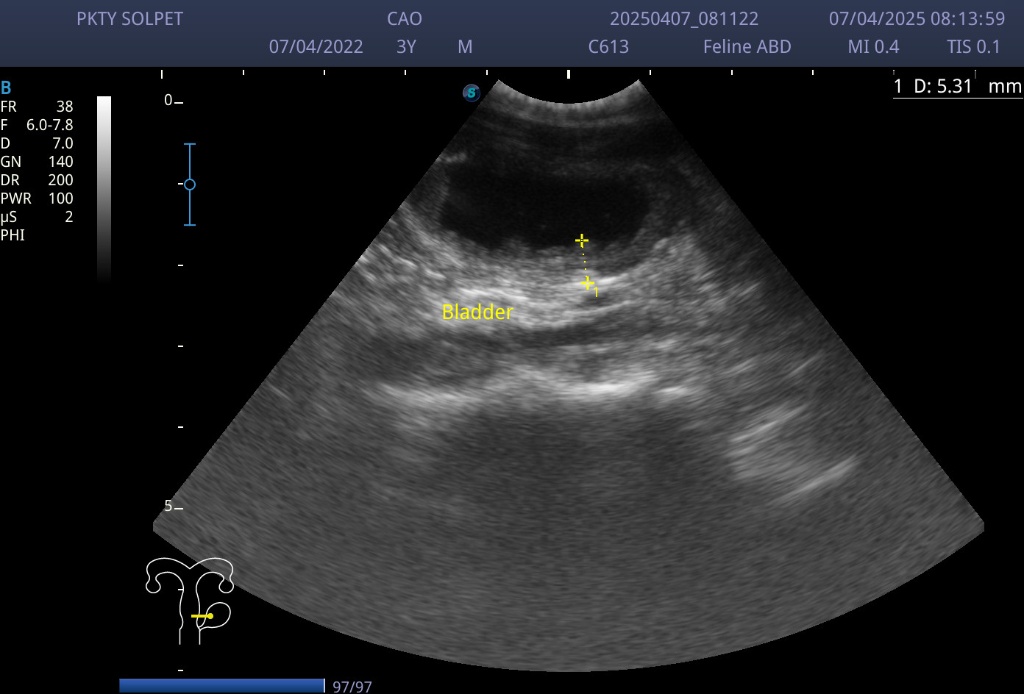 PKTY SOLPET CAO 20250407_081122 07/04/2025 08:13:59
07/04/2022 3Y M C613 Feline ABD MI 0.4 TIS 0.1
B
FR 38
F 6.0-7.8
D 7.0
GN 140
DR 200
PWR 100
µS 2
PHI
S
1 D: 5.31 mm
0
1
Bladder
5
97/97